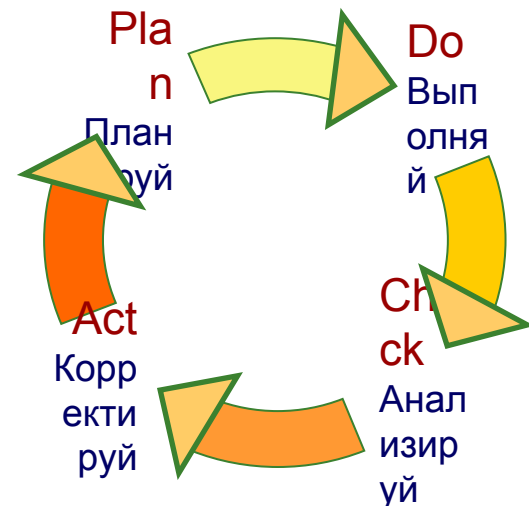 Pla
n
План
руй
Do
Вып
олня
й
Ch
ck
Анал
изир
уй
Act
Корр
екти
руй